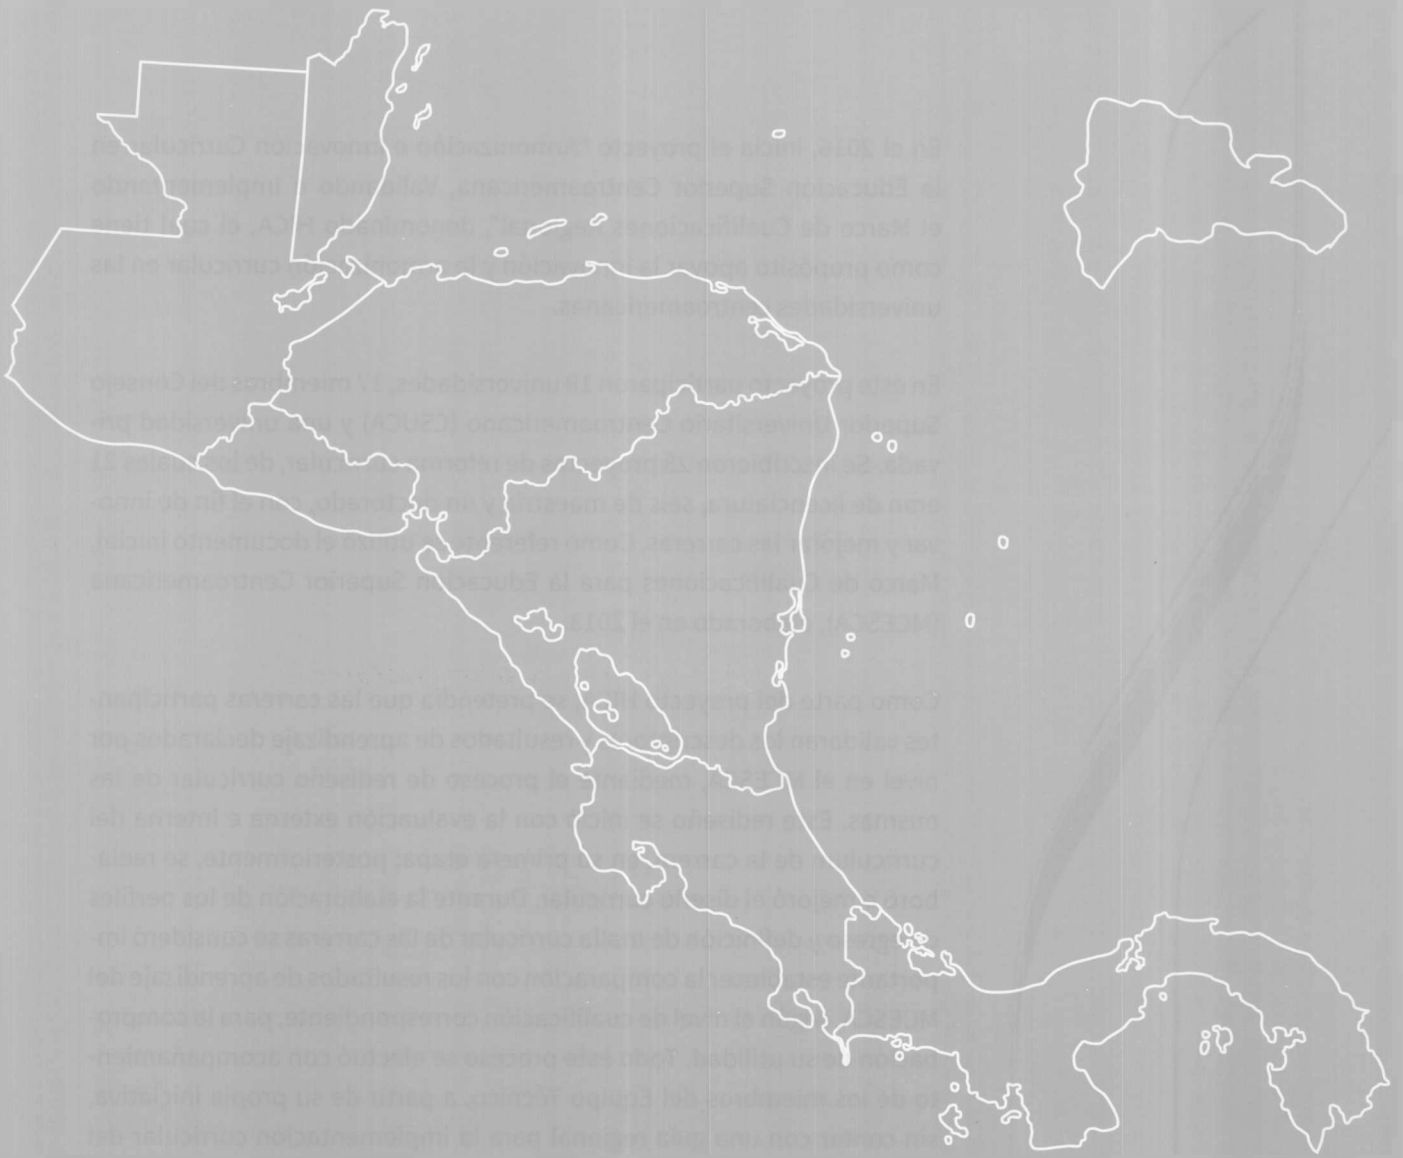 En el 2016, inicia el proyecto "Armonización e Innovación Curricular en
la Educación Superior Centroamericana, Validando e implementando
el Marco de Cualificaciones Regional", denominado HICA, el cual tiene
como propósito apoyar la innovación y la armonización curricular en las
universidades centroamericanas.
En este proyecto participaron 18 universidades, 17 miembros del Consejo
Superior Universitario Centroamericano (CSUCA) y una universidad pri-
vada. Se inscribieron 28 programas de reforma curricular, de los cuales 21
eran de licenciatura, seis de maestría y un doctorado, con el fin de inno-
var y mejorar las carreras. Como referente se utilizó el documento inicial,
Marco de Cualificaciones para la Educación Superior Centroamericana
(MCESCA), elaborado en el 2013.
Como parte del proyecto HICA, se pretendía que las carreras participan-
tes validaran los descriptores y resultados de aprendizaje declarados por
nivel en el MCESCA, mediante el proceso de rediseño curricular de las
mismas. Este rediseño se inició con la evaluación externa e interna del
currículum de la carrera en su primera etapa; posteriormente, se reela-
boró o mejoró el diseño curricular. Durante la elaboración de los perfiles
de egreso y definición de malla curricular de las carreras se consideró im-
portante establecer la comparación con los resultados de aprendizaje del
MCESCA según el nivel de cualificación correspondiente, para la compro-
bación de su utilidad. Todo este proceso se efectuó con acompañamien-
to de los miembros del Equipo Técnico, a partir de su propia iniciativa,
sin contar con una guía regional para la implementación curricular del